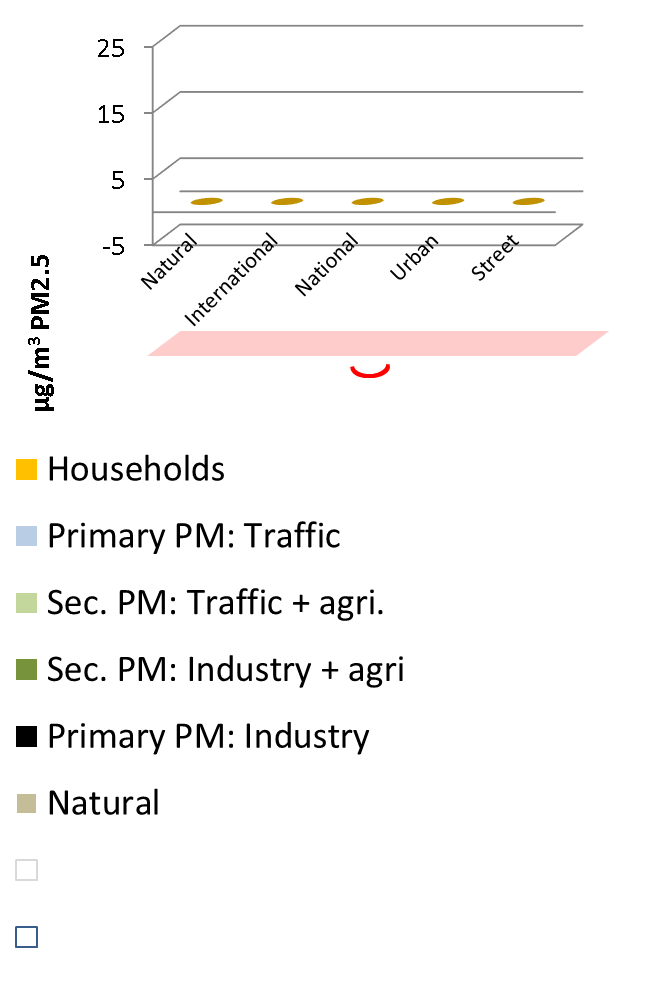 25
15
5
-5
Natural
International
National
Urban
Street
µg/m³ PM2.5
Households
Primary PM: Traffic
Sec. PM: Traffic + agri.
Sec. PM: Industry + agri
Primary PM: Industry
Natural